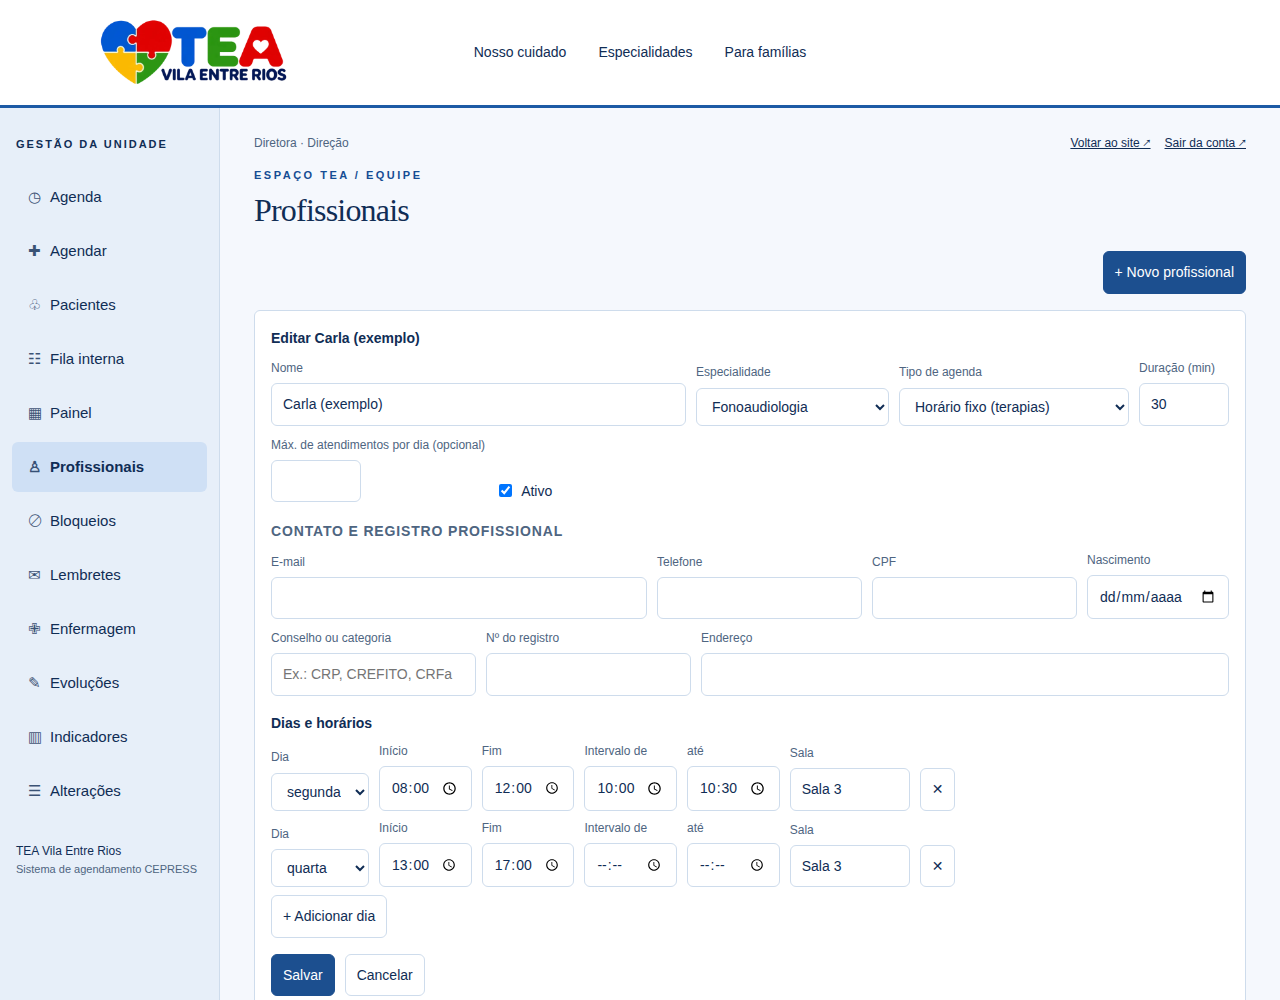 TEA
VILA ENTRE RIOS
Nosso cuidado Especialidades Para famílias
GESTÃO DA UNIDADE
Agenda
Agendar
Pacientes
Fila interna
Painel
Profissionais
Bloqueios
Lembretes
Enfermagem
Evoluções
Indicadores
Alterações
TEA Vila Entre Rios
Sistema de agendamento CEPRESS
Diretora · Direção
Voltar ao site ↗ Sair da conta ↗
ESPAÇO TEA / EQUIPE
Profissionais
+ Novo profissional
Editar Carla (exemplo)
Nome Especialidade Tipo de agenda Duração (min)
Carla (exemplo) Fonoaudiologia Horário fixo (terapias) 30
Máx. de atendimentos por dia (opcional)
Ativo
CONTATO E REGISTRO PROFISSIONAL
E-mail Telefone CPF Nascimento
dd/mm/aaaa
Conselho ou categoria Nº do registro Endereço
Ex.: CRP, CREFITO, CRFa
Dias e horários
Dia Início Fim Intervalo de até Sala
segunda 08:00 12:00 10:00 10:30 Sala 3 ✕
Dia Início Fim Intervalo de até Sala
quarta 13:00 17:00 --:-- --:-- Sala 3 ✕
+ Adicionar dia
Salvar Cancelar